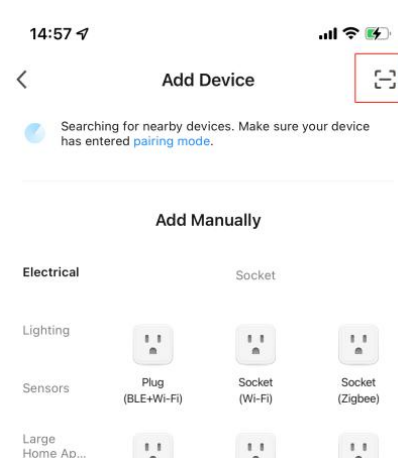 14:57
Add Device
Searching for nearby devices. Make sure your device
has entered pairing mode.
Add Manually
Electrical
Socket
Lighting
Plug
(BLE+Wi-Fi)
Socket
(Wi-Fi)
Socket
(Zigbee)
Sensors
Large
Home Ap...